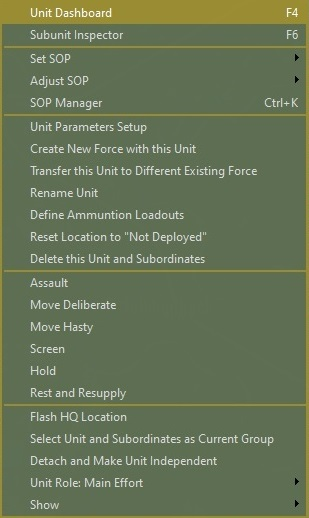 Unit Dashboard F4
Subunit Inspector F6
Set SOP
Adjust SOP
SOP Manager Ctrl+K
Unit Parameters Setup
Create New Force with this Unit
Transfer this Unit to Different Existing Force
Rename Unit
Define Ammuntion Loadouts
Reset Location to "Not Deployed"
Delete this Unit and Subordinates
Assault
Move Deliberate
Move Hasty
Screen
Hold
Rest and Resupply
Flash HQ Location
Select Unit and Subordinates as Current Group
Detach and Make Unit Independent
Unit Role: Main Effort
Show